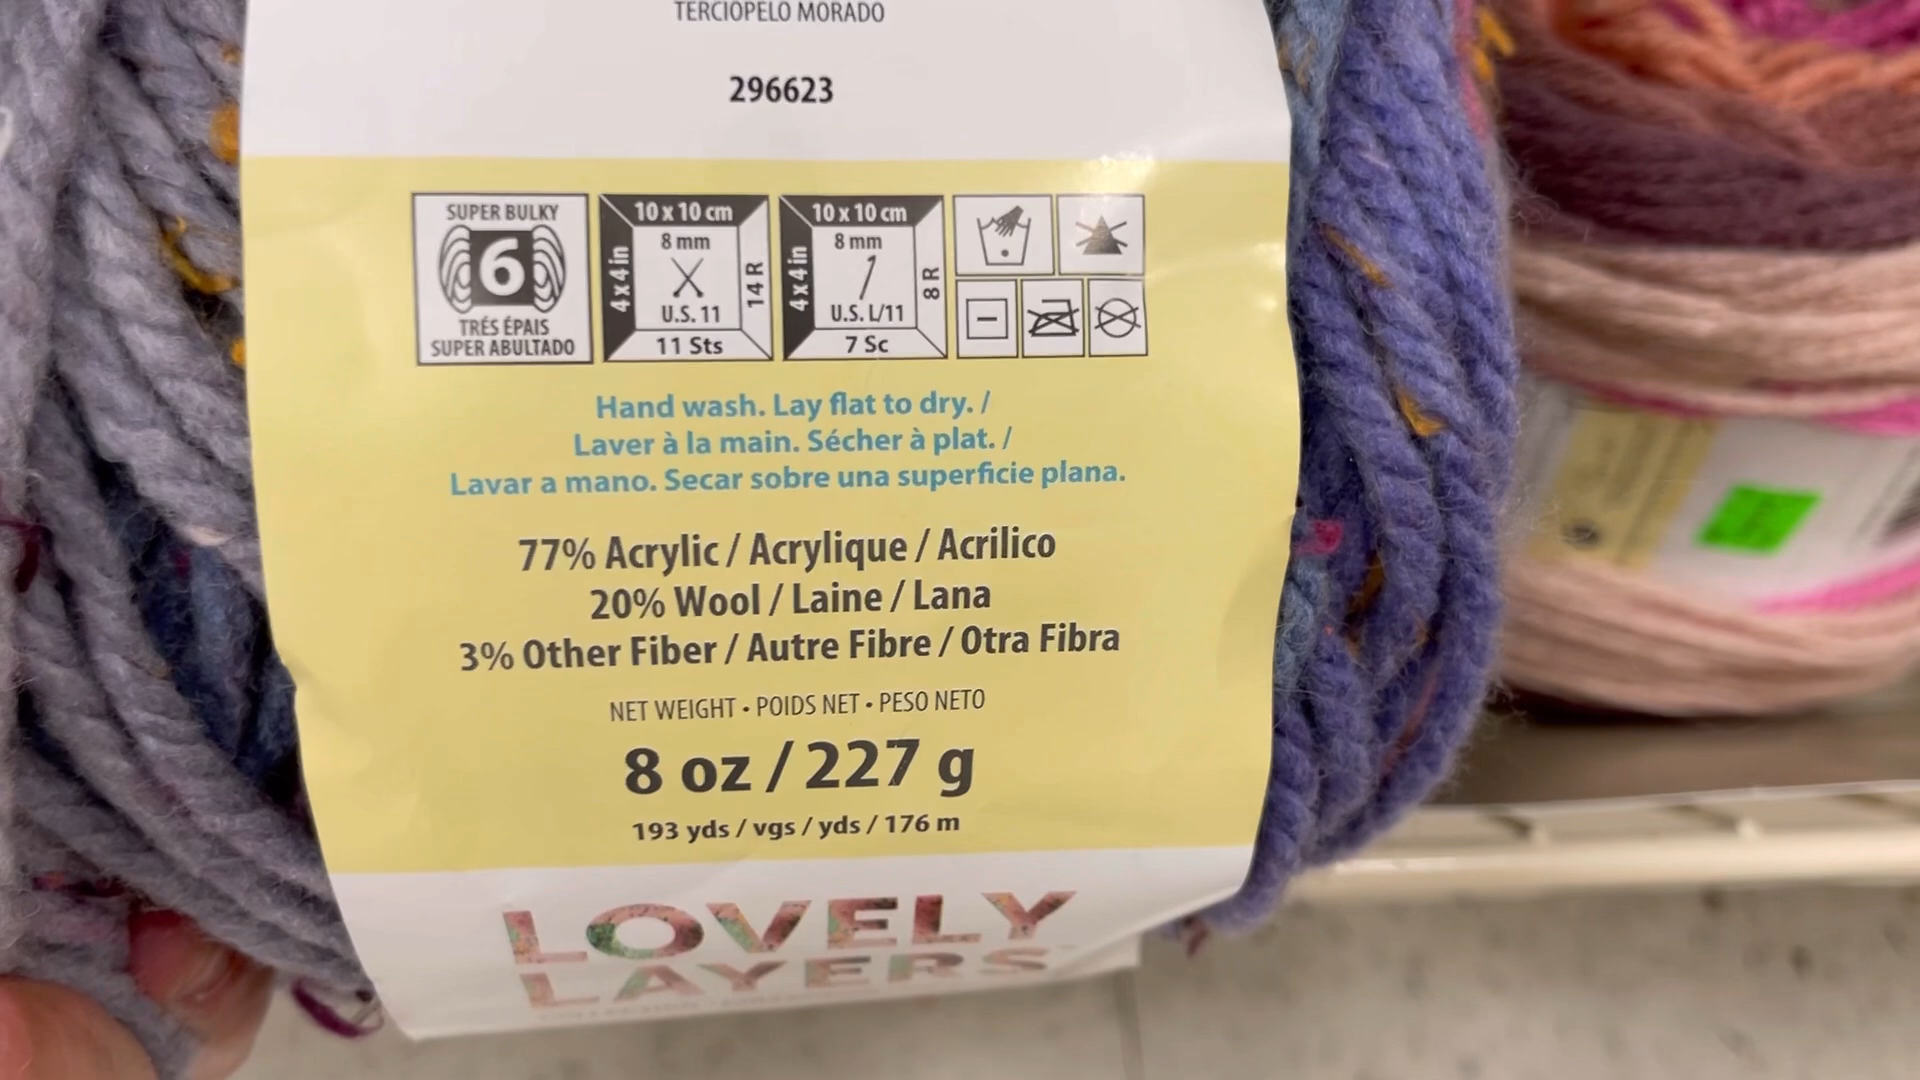 TERCIOPELO MORADO
296623
SUPER BULKY
6
TRÉS ÉPAIS
SUPER ABULTADO
10 x 10 cm
4 x 4 in
8 mm
U.S. 11
14 R
11 Sts
10 x 10 cm
4 x 4 in
8 mm
U.S. L/11
8 R
7 Sc
Hand wash. Lay flat to dry. /
Laver à la main. Sécher à plat. /
Lavar a mano. Secar sobre una superficie plana.
77% Acrylic / Acrylique / Acrilico
20% Wool / Laine / Lana
3% Other Fiber / Autre Fibre / Otra Fibra
NET WEIGHT • POIDS NET • PESO NETO
8 oz / 227 g
193 yds / vgs / yds / 176 m
LOVELY
LAYERS